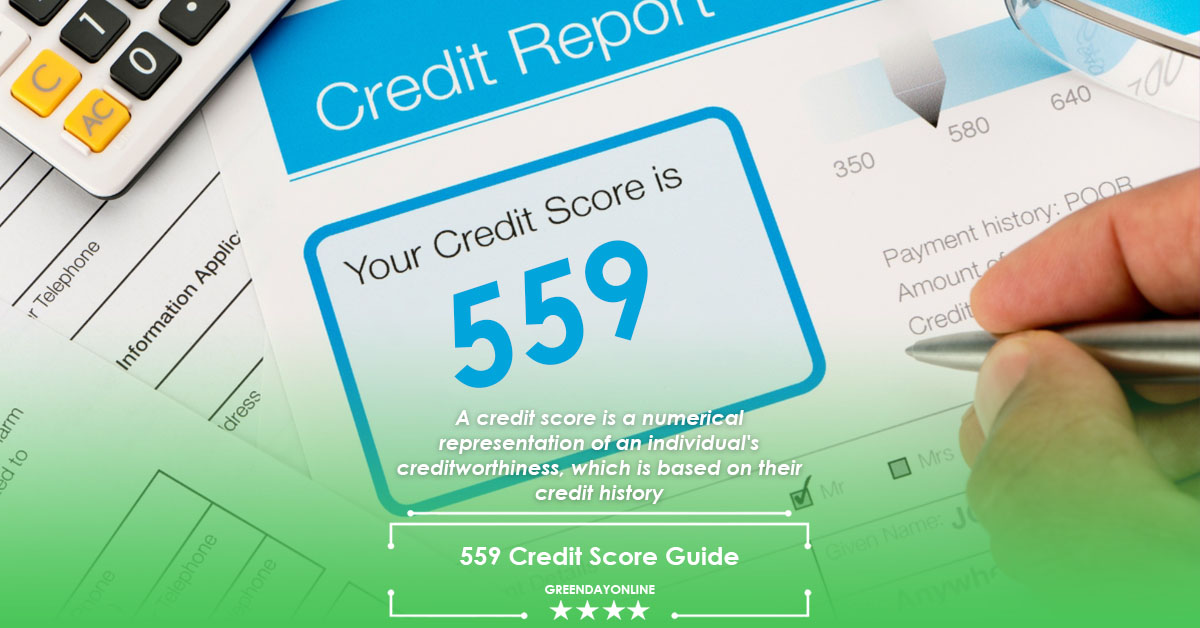 1
0
C
AC
Credit Report
Your Credit Score is
559
350
580
640
700
Payment history: POOR
Amount of
Credit
Telephone
Information Applic
dress
arm
ed to
Mrs
Mr
Given Name:
Telephone
Phone
phone
A credit score is a numerical
representation of an individual's
creditworthiness, which is based on their
credit history
559 Credit Score Guide
GREENDAYONLINE